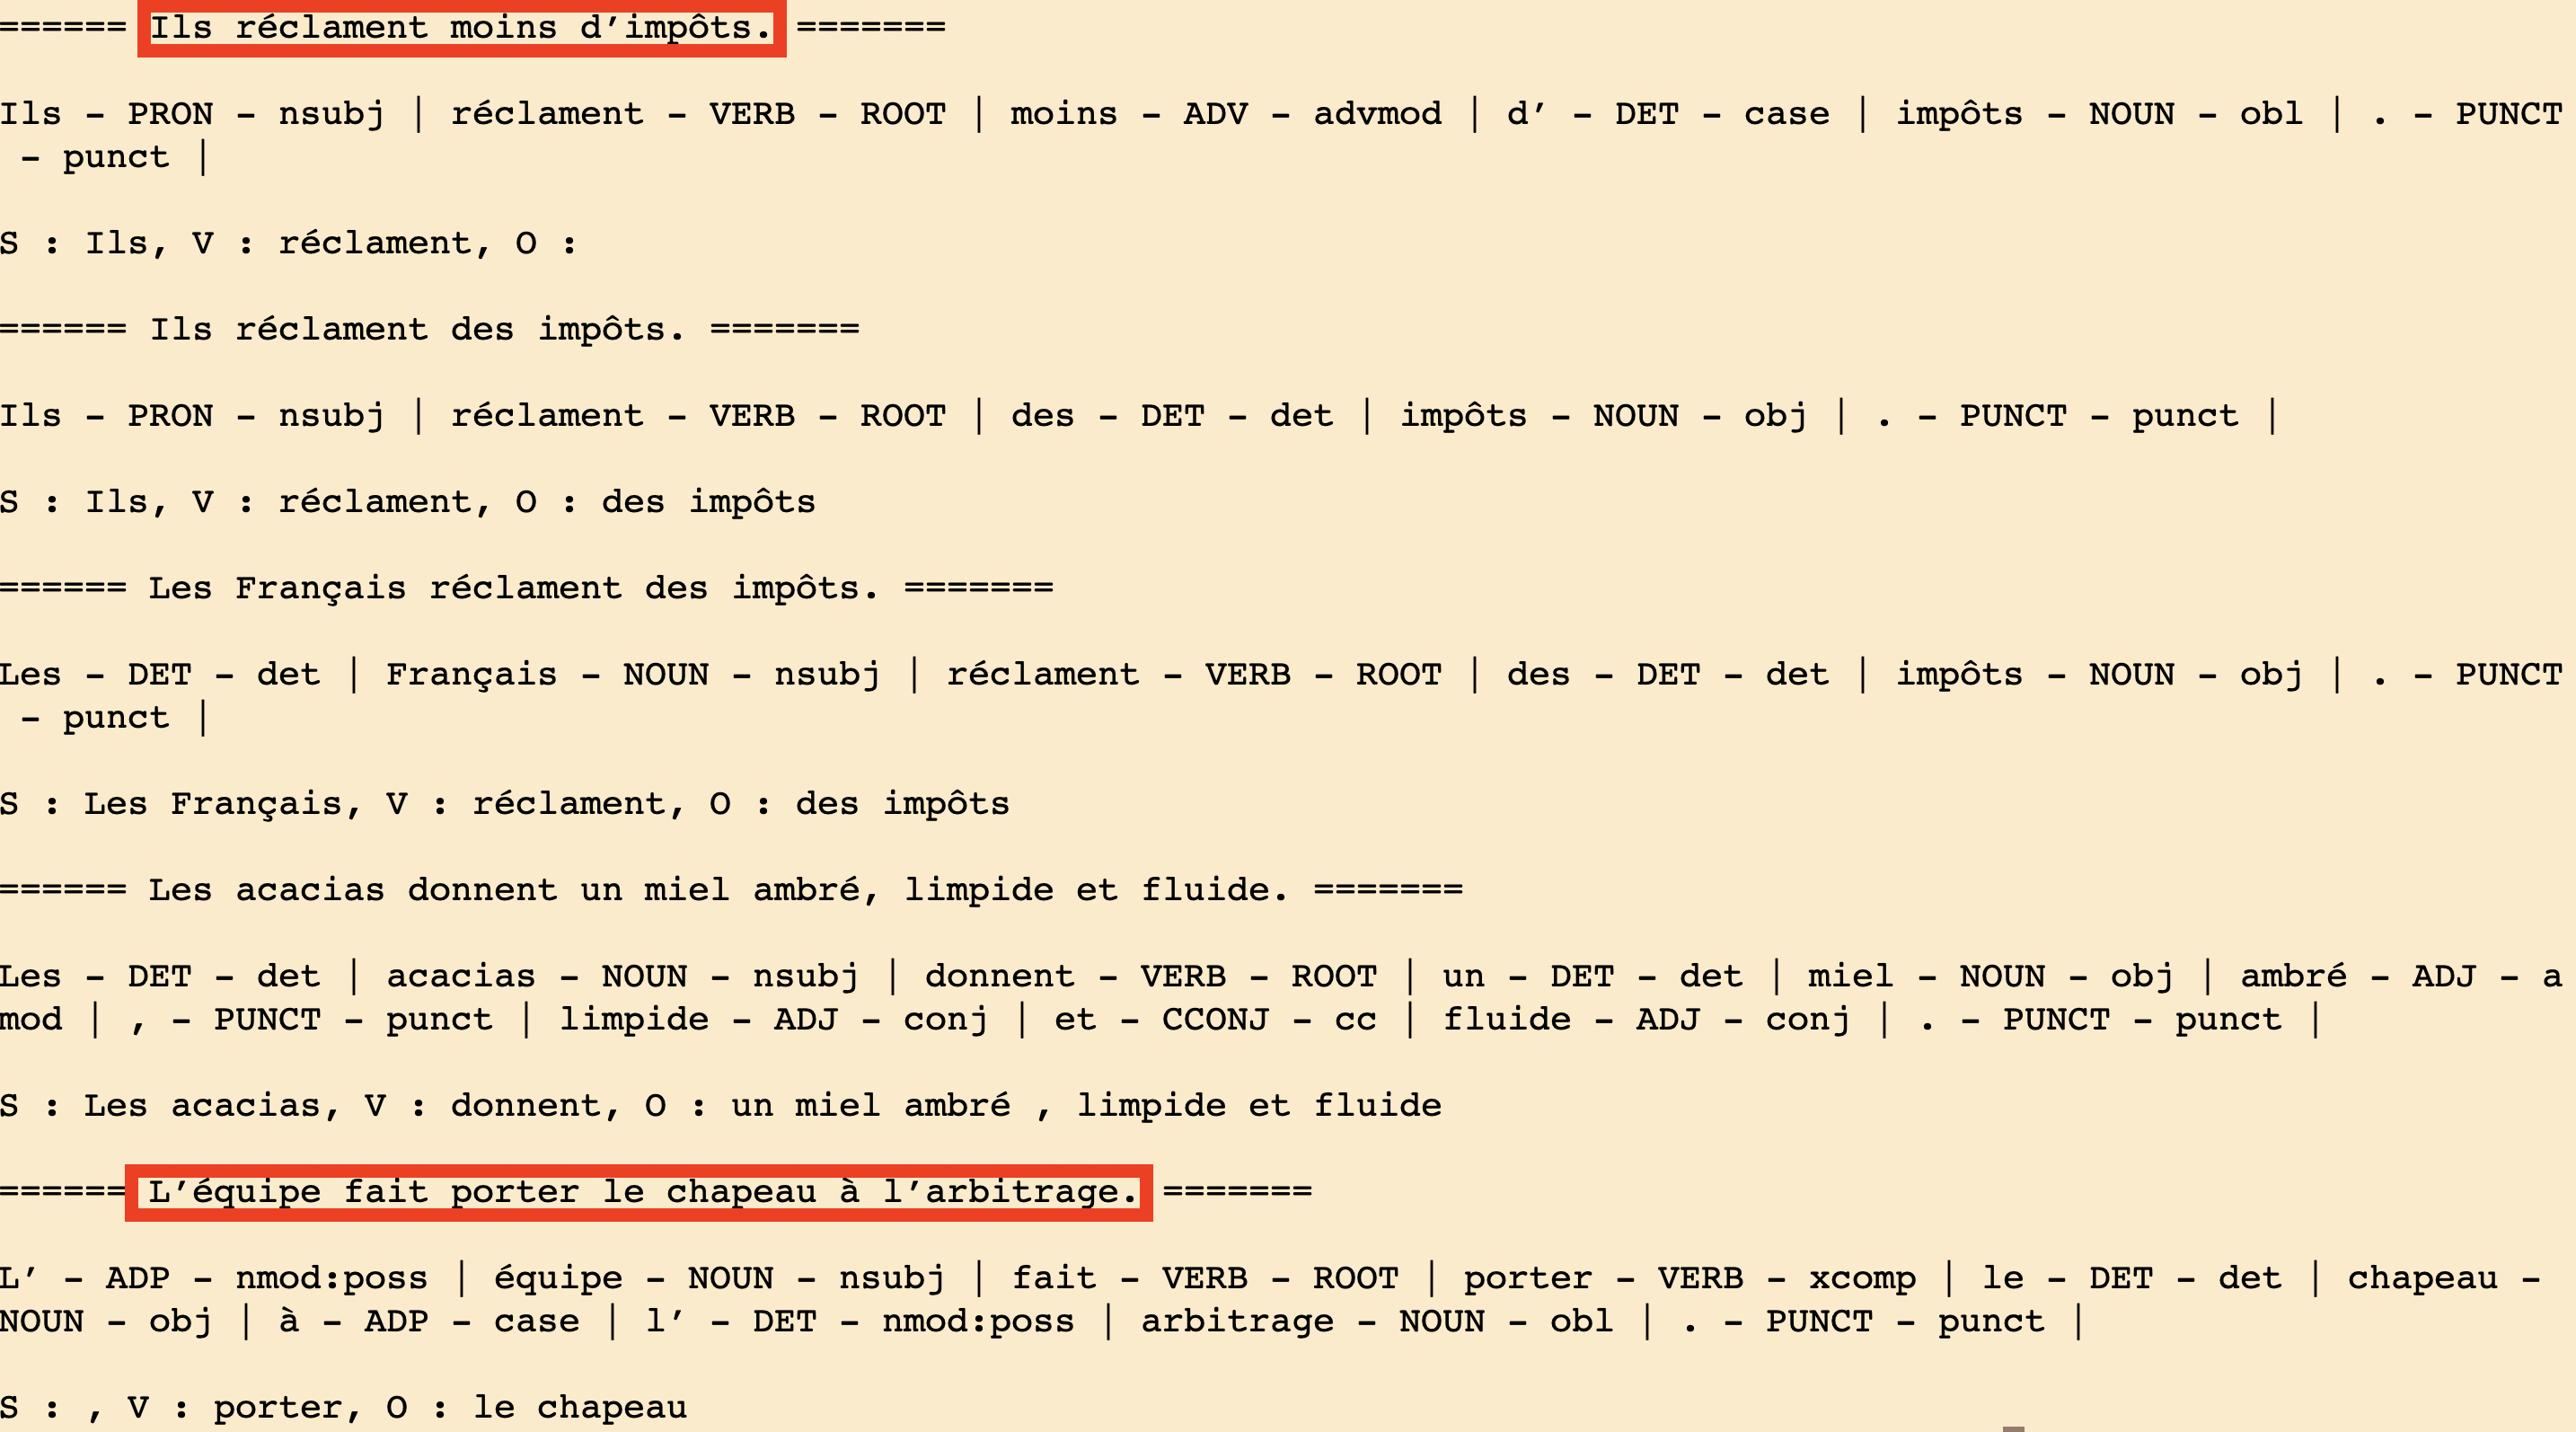 ====== Ils réclament moins d’impôts. =======
Ils - PRON - nsubj | réclament - VERB - ROOT | moins - ADV - advmod | d’ - DET - case | impôts - NOUN - obl | . - PUNCT
- punct |
S : Ils, V : réclament, O :
====== Ils réclament des impôts. =======
Ils - PRON - nsubj | réclament - VERB - ROOT | des - DET - det | impôts - NOUN - obj | . - PUNCT - punct |
S : Ils, V : réclament, O : des impôts
====== Les Français réclament des impôts. =======
Les - DET - det | Français - NOUN - nsubj | réclament - VERB - ROOT | des - DET - det | impôts - NOUN - obj | . - PUNCT
- punct |
S : Les Français, V : réclament, O : des impôts
====== Les acacias donnent un miel ambré, limpide et fluide. =======
Les - DET - det | acacias - NOUN - nsubj | donnent - VERB - ROOT | un - DET - det | miel - NOUN - obj | ambré - ADJ - a
mod | , - PUNCT - punct | limpide - ADJ - conj | et - CCONJ - cc | fluide - ADJ - conj | . - PUNCT - punct |
S : Les acacias, V : donnent, O : un miel ambré , limpide et fluide
====== L’équipe fait porter le chapeau à l’arbitrage. =======
L’ - ADP - nmod:poss | équipe - NOUN - nsubj | fait - VERB - ROOT | porter - VERB - xcomp | le - DET - det | chapeau -
NOUN - obj | à - ADP - case | l’ - DET - nmod:poss | arbitrage - NOUN - obl | . - PUNCT - punct |
S : , V : porter, O : le chapeau